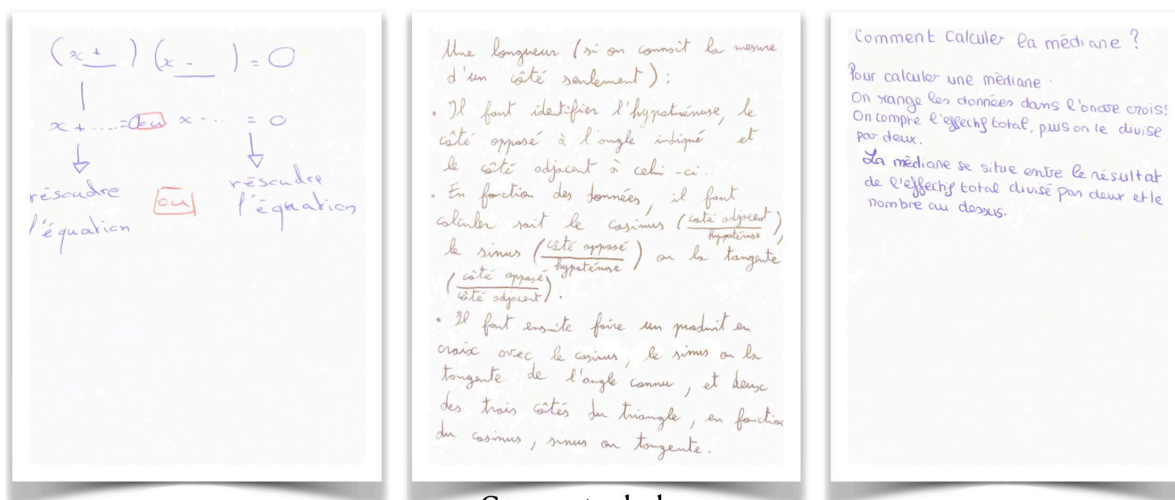 (x + __ ) (x - __ ) = 0
x + .... = 0 ou x - .. = 0
résoudre l'équation
ou
résoudre l'équation
Une longueur (si on connait la mesure
d'un côté seulement) :
• Il faut identifier l'hypoténuse, le
côté opposé à l'angle indiqué et
le côté adjacent à celui-ci.
• En fonction des données, il faut
calculer soit le cosinus (côté adjacent / hypoténuse),
le sinus (côté opposé / hypoténuse) ou la tangente
(côté opposé / côté adjacent).
• Il faut ensuite faire un produit en
croix avec le cosinus, le sinus ou la
tangente de l'angle connu, et deux
des trois côtés du triangle, en fonction
du cosinus, sinus ou tangente.
Comment calculer la médiane ?
Pour calculer une médiane.
On range les données dans l'ordre crois:
On compte l'effectif total, puis on le divise
par deux.
La médiane se situe entre le résultat
de l'effectif total divisé par deux et le
nombre au dessus.